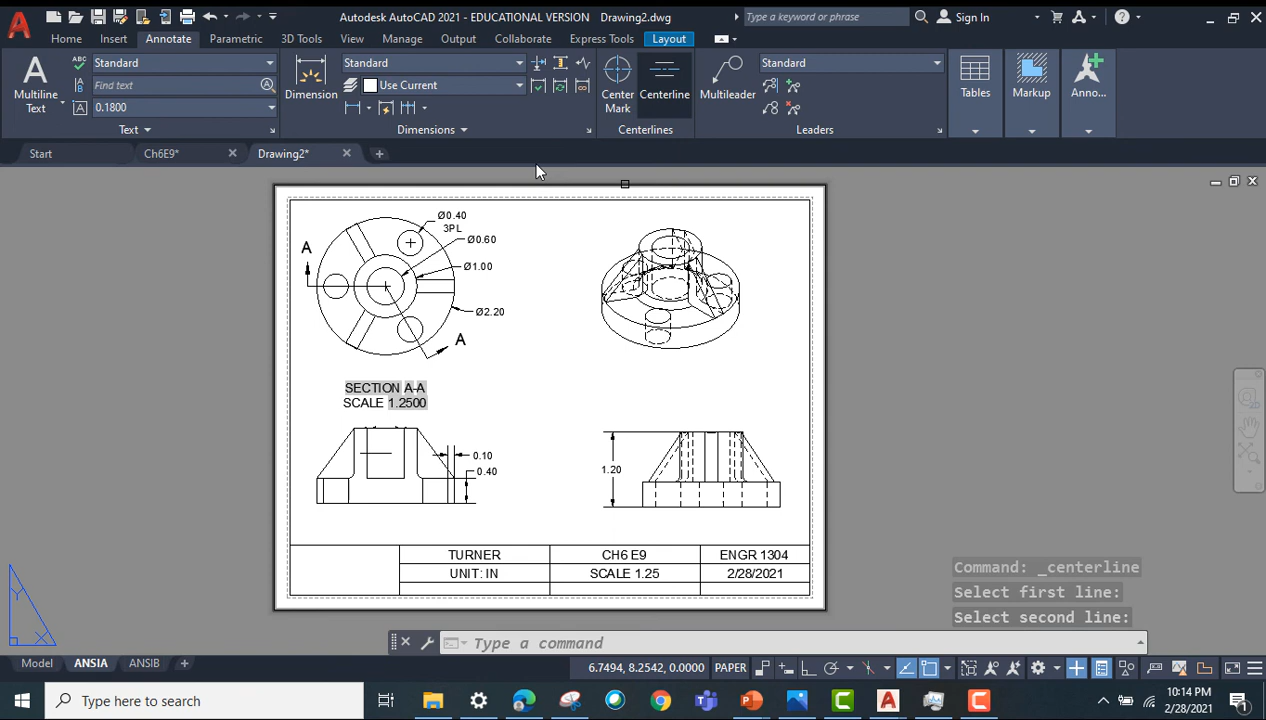 Autodesk AutoCAD 2021 - EDUCATIONAL VERSION Drawing2.dwg
Type a keyword or phrase
Sign In
Home Insert Annotate Parametric 3D Tools View Manage Output Collaborate Express Tools Layout
Multiline Text
ABC
Standard
Find text
0.1800
Text
Dimension
Standard
Use Current
Dimensions
Center Mark
Centerline
Centerlines
Multileader
Standard
Leaders
Tables
Markup
Anno...
Start Ch6E9* Drawing2*
Ø0.40
3PL
Ø0.60
Ø1.00
Ø2.20
A
A
SECTION A-A
SCALE 1.2500
0.10
0.40
1.20
TURNER CH6 E9 ENGR 1304
UNIT: IN SCALE 1.25 2/28/2021
Y
X
Command: _centerline
Select first line:
Select second line:
Type a command
Model ANSIA ANSIB
6.7494, 8.2542, 0.0000 PAPER
Type here to search
10:14 PM
2/28/2021
1